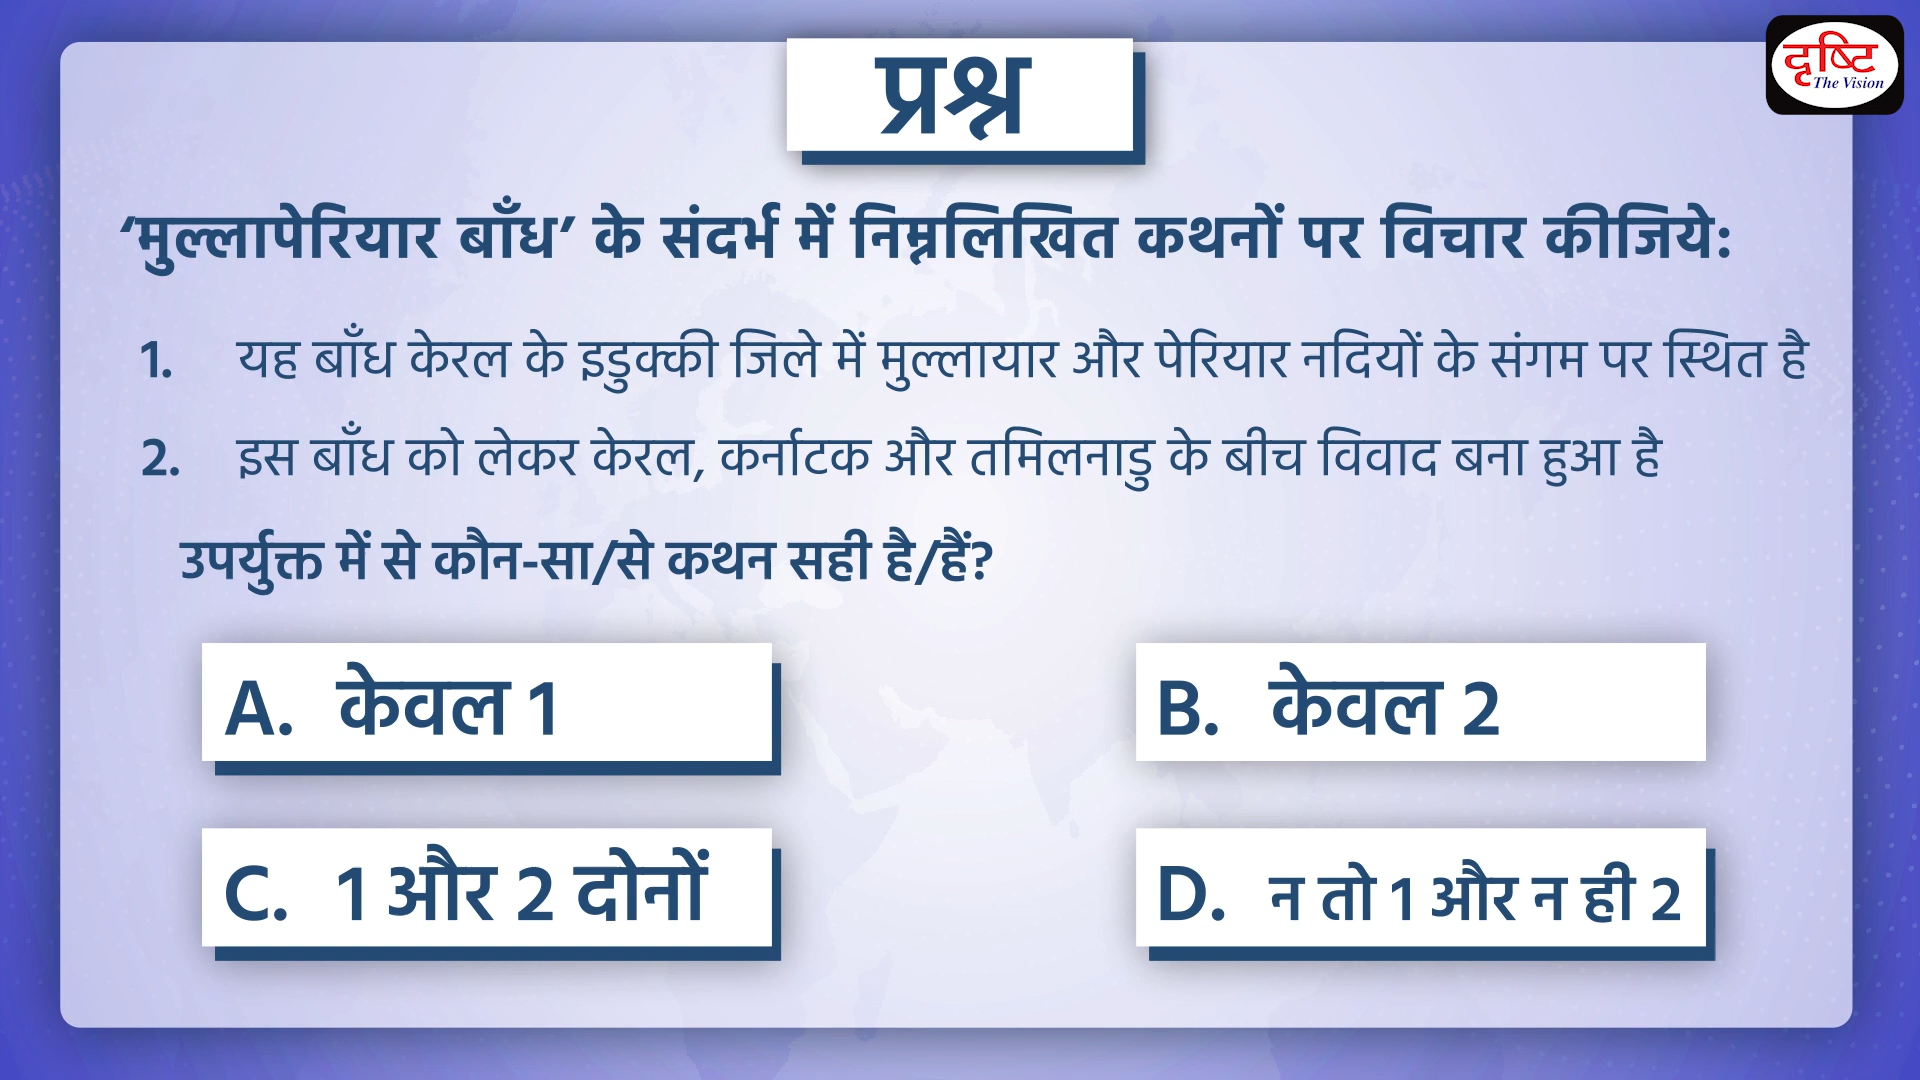 प्रश्न
दृष्टि
The Vision
‘मुल्लापेरियार बाँध’ के संदर्भ में निम्नलिखित कथनों पर विचार कीजिये:
1. यह बाँध केरल के इडुक्की जिले में मुल्लायार और पेरियार नदियों के संगम पर स्थित है
2. इस बाँध को लेकर केरल, कर्नाटक और तमिलनाडु के बीच विवाद बना हुआ है
उपर्युक्त में से कौन-सा/से कथन सही है/हैं?
A. केवल 1
B. केवल 2
C. 1 और 2 दोनों
D. न तो 1 और न ही 2